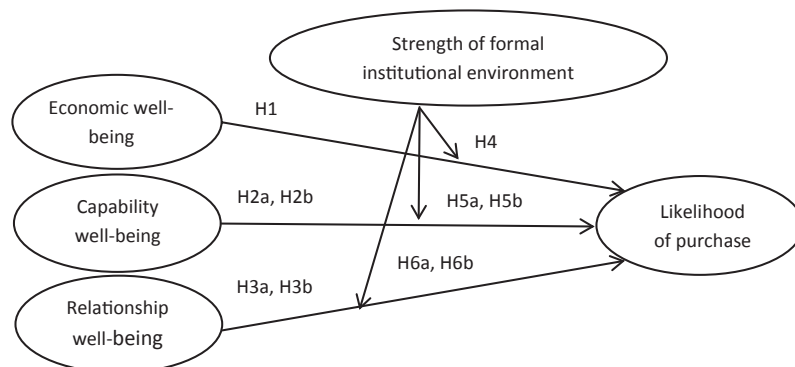 Strength of formal
institutional environment
Economic well-
being
H1
H4
Capability
well-being
H2a, H2b
H5a, H5b
Likelihood
of purchase
Relationship
well-being
H3a, H3b
H6a, H6b